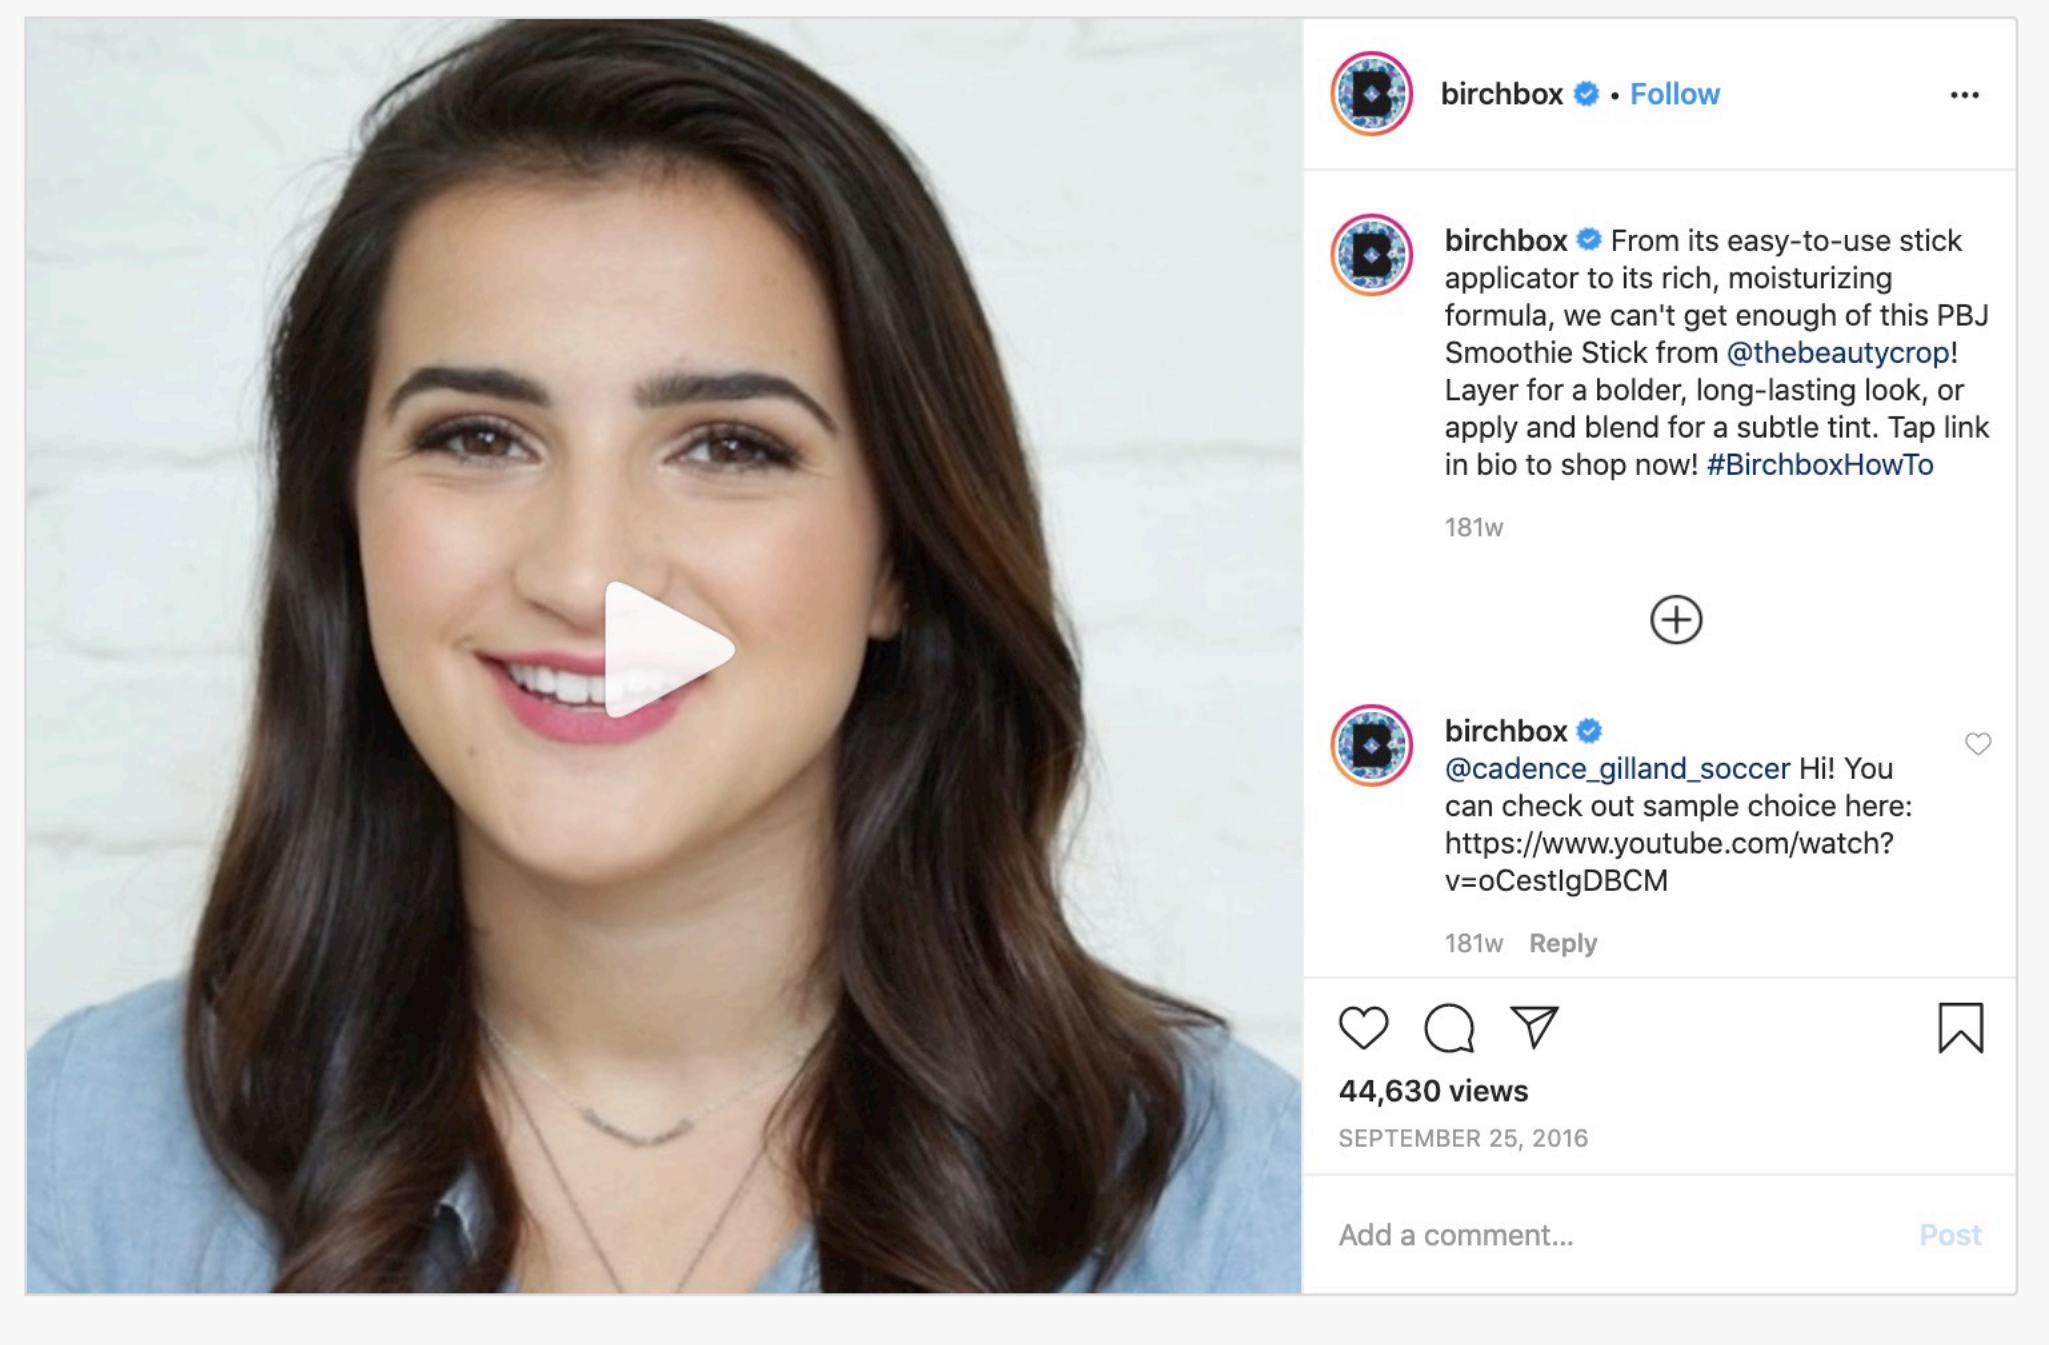 birchbox • Follow
birchbox From its easy-to-use stick
applicator to its rich, moisturizing
formula, we can't get enough of this PBJ
Smoothie Stick from @thebeautycrop!
Layer for a bolder, long-lasting look, or
apply and blend for a subtle tint. Tap link
in bio to shop now! #BirchboxHowTo
181w
birchbox
@cadence_gilland_soccer Hi! You
can check out sample choice here:
https://www.youtube.com/watch?
v=oCestIgDBCM
181w Reply
44,630 views
SEPTEMBER 25, 2016
Add a comment... Post